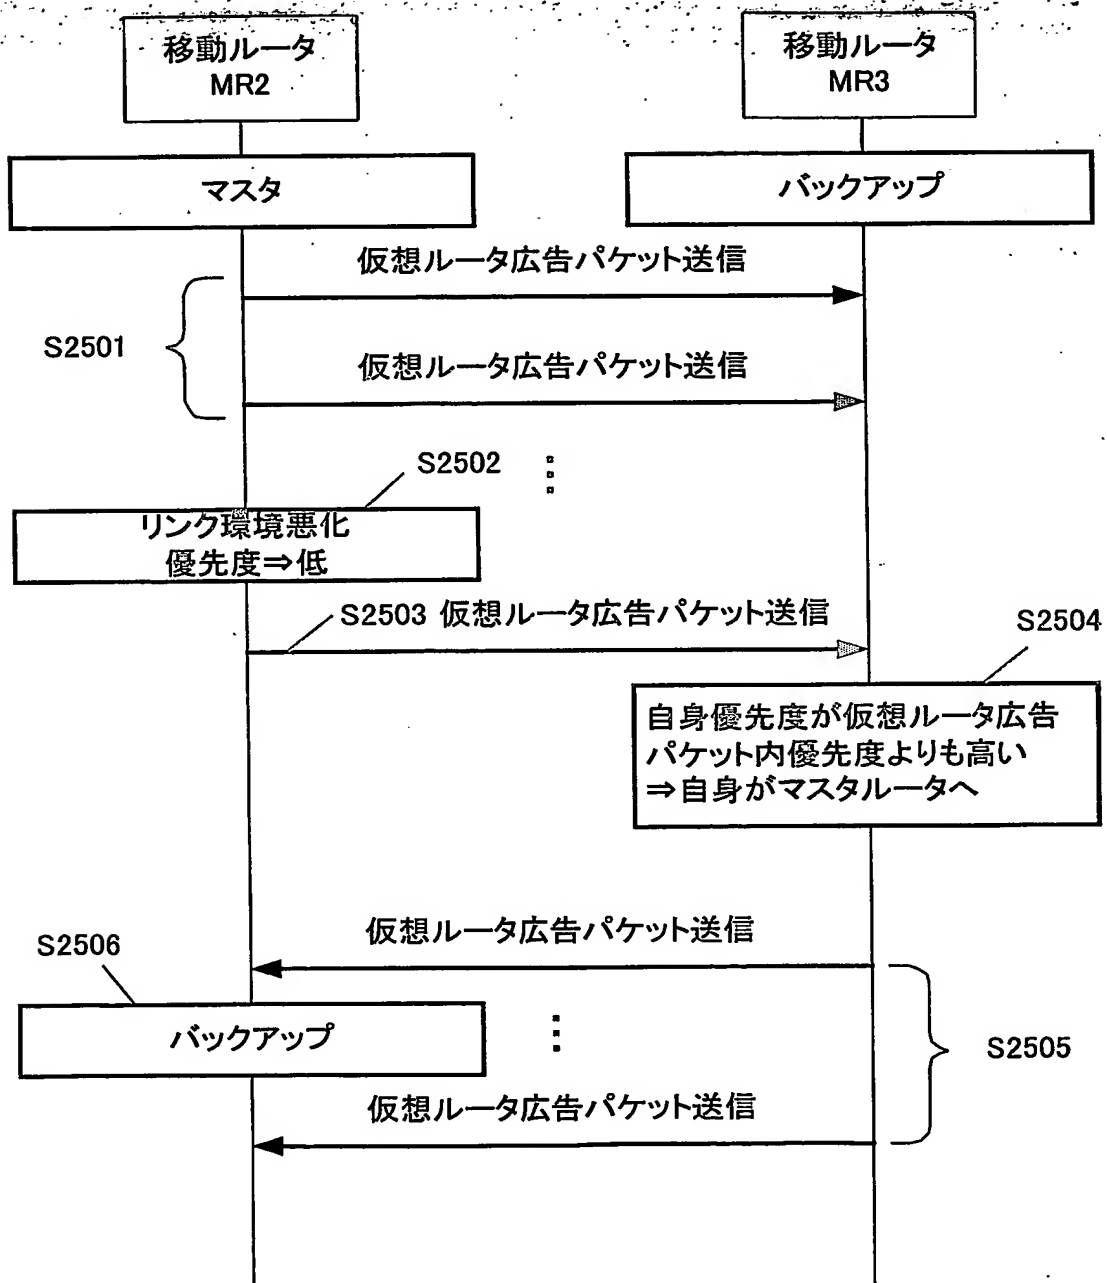 移動ルータ
MR2
移動ルータ
MR3
マスタ
バックアップ
仮想ルータ広告パケット送信
S2501
仮想ルータ広告パケット送信
S2502
リンク環境悪化
優先度⇒低
S2503 仮想ルータ広告パケット送信
S2504
自身優先度が仮想ルータ広告
パケット内優先度よりも高い
⇒自身がマスタルータへ
仮想ルータ広告パケット送信
S2506
バックアップ
S2505
仮想ルータ広告パケット送信